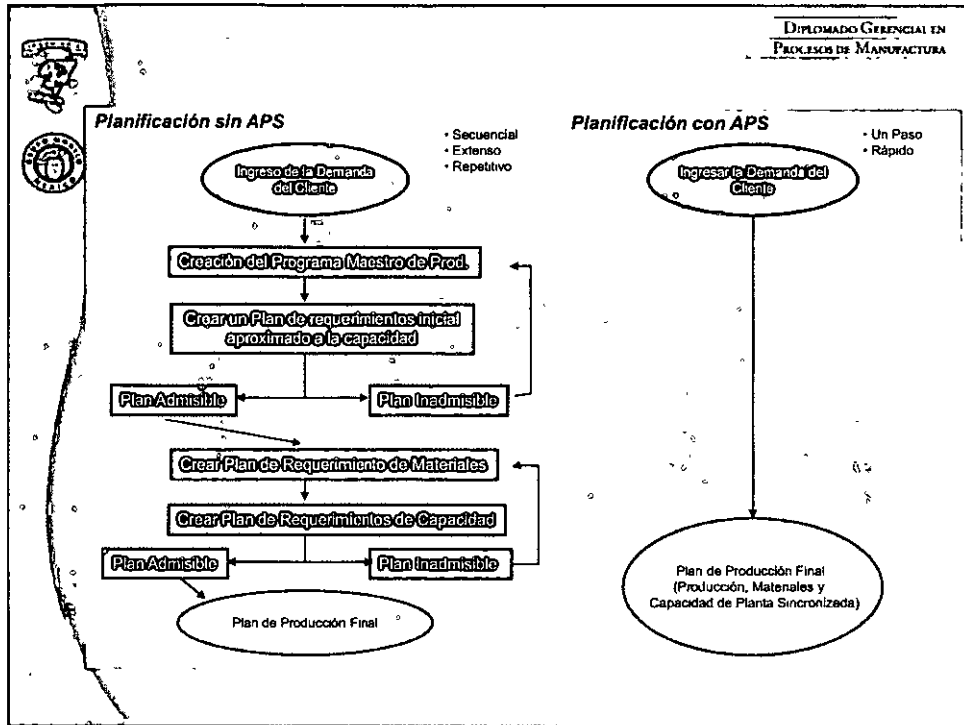 DIPLOMADO GERENCIAL EN
PROCESOS DE MANUFACTURA
Planificación sin APS
• Secuencial
• Extenso
• Repetitivo
Ingreso de la Demanda
del Cliente
Creación del Programa Maestro de Prod.
Crear un Plan de requerimientos inicial
aproximado a la capacidad
Plan Admisible
Plan Inadmisible
Crear Plan de Requerimiento de Materiales
Crear Plan de Requerimientos de Capacidad
Plan Admisible
Plan Inadmisible
Plan de Producción Final
Planificación con APS
• Un Paso
• Rápido
Ingresar la Demanda del
Cliente
Plan de Producción Final
(Producción, Materiales y
Capacidad de Planta Sincronizada)
GRUPO MODELO
MEXICO